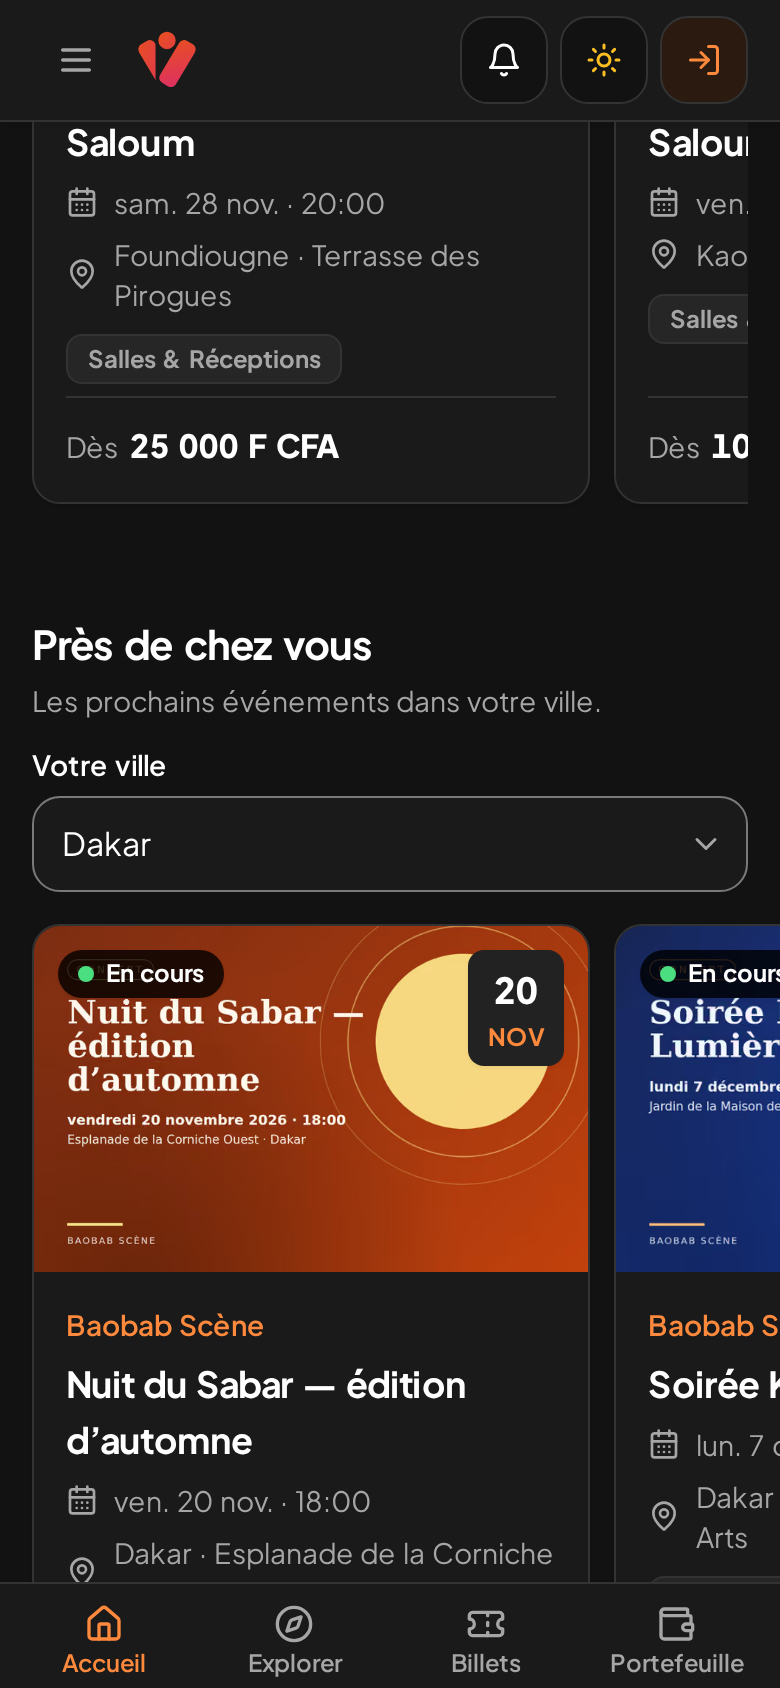 Saloum
sam. 28 nov. · 20:00
Foundiougne · Terrasse des
Pirogues
Salles & Réceptions
Dès 25 000 F CFA
ven.
Salles
Dès 10
Près de chez vous
Les prochains événements dans votre ville.
Votre ville
Dakar
En cours
20
NOV
Nuit du Sabar —
édition
d’automne
vendredi 20 novembre 2026 · 18:00
Esplanade de la Corniche Ouest · Dakar
BAOBAB SCÈNE
Baobab Scène
Nuit du Sabar — édition
d’automne
ven. 20 nov. · 18:00
Dakar · Esplanade de la Corniche
En cours
Soirée
lundi 7 décembre
Jardin de la Maison de
BAOBAB SCÈNE
Baobab
Soirée
lun. 7
Dakar
Arts
Accueil
Explorer
Billets
Portefeuille